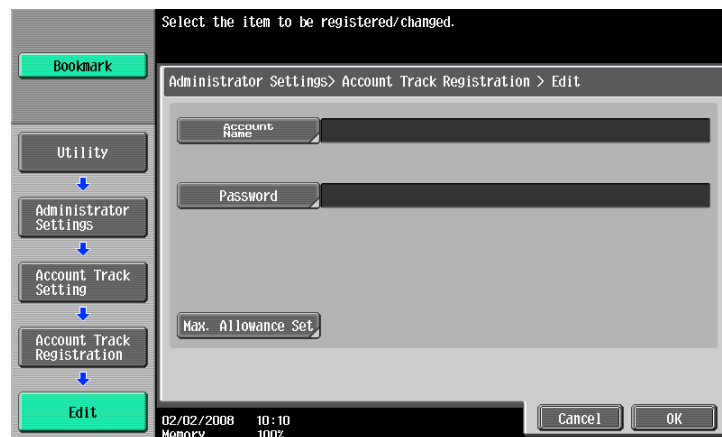 Select the item to be registered/changed.
Bookmark
Administrator Settings> Account Track Registration > Edit
Account
Name
Utility
Password
Administrator
Settings
Account Track
Setting
Max. Allowance Set
Account Track
Registration
Edit
02/02/2008 10:10
Memory 100%
Cancel
OK